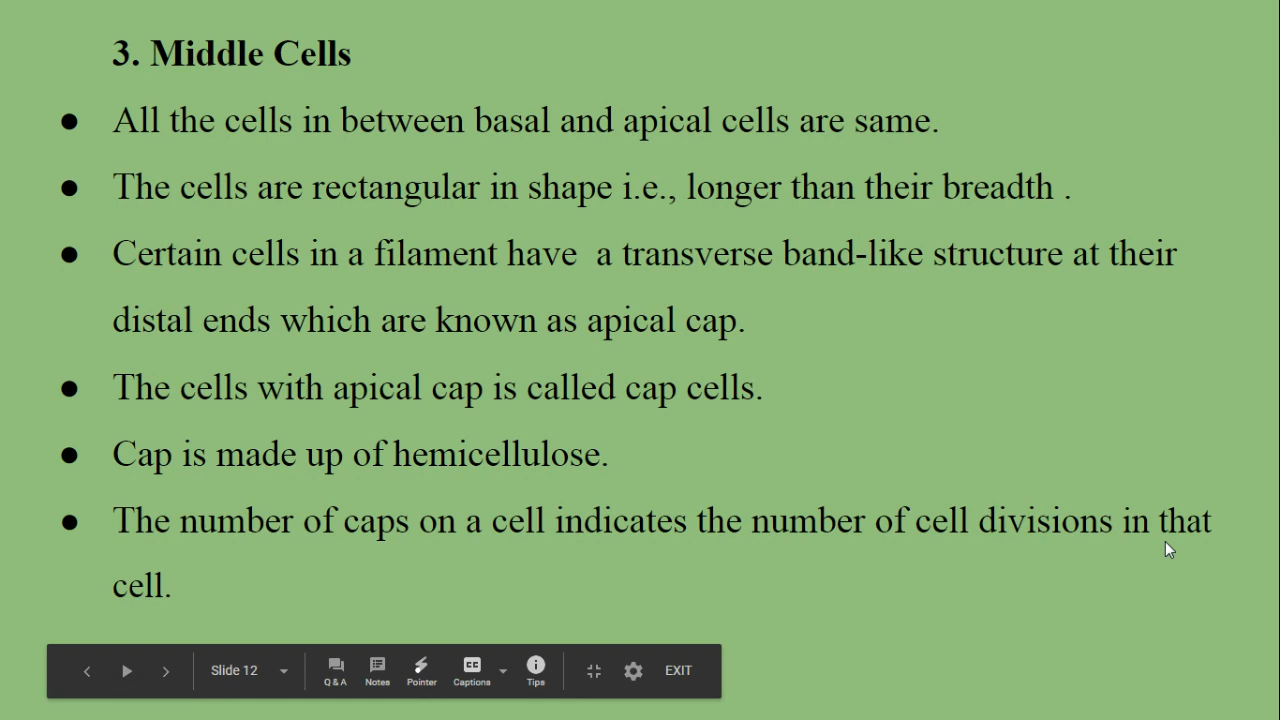 3. Middle Cells
● All the cells in between basal and apical cells are same.
● The cells are rectangular in shape i.e., longer than their breadth .
● Certain cells in a filament have  a transverse band-like structure at their
distal ends which are known as apical cap.
● The cells with apical cap is called cap cells.
● Cap is made up of hemicellulose.
● The number of caps on a cell indicates the number of cell divisions in that
cell.
Slide 12
Q & A Notes Pointer Captions Tips EXIT